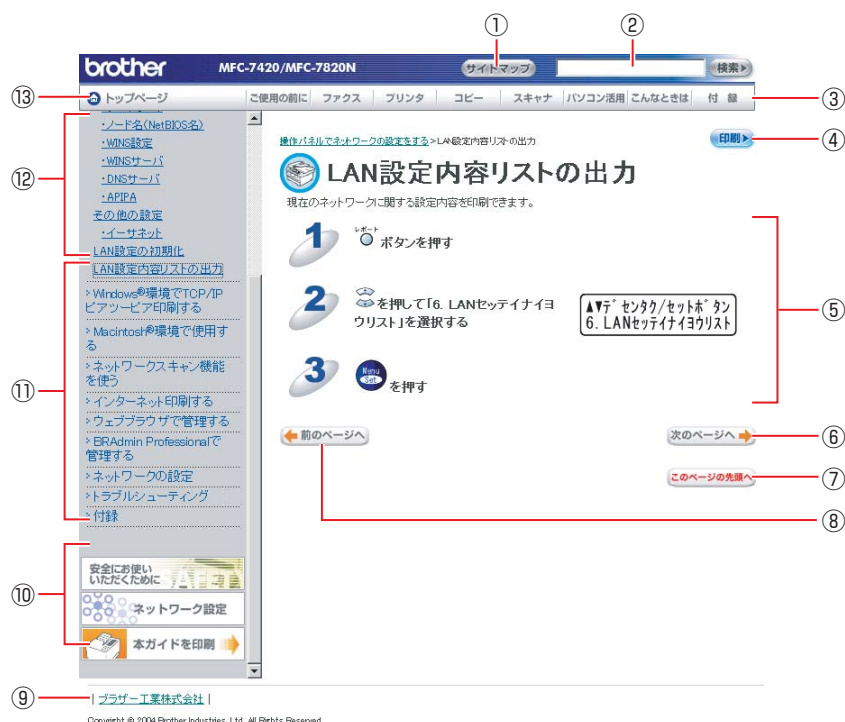 ① ②
brother MFC-7420/MFC-7820N サイトマップ 検索
⑬ トップページ ご使用の前に ファクス プリンタ コピー スキャナ パソコン活用 こんなときは 付 録 ③
・ノード名(NetBIOS名)
・WINS設定
・WINSサーバ
・DNSサーバ
・APIPA
その他の設定
・イーサネット
LAN設定の初期化
⑫
LAN設定内容リストの出力
>Windows®環境でTCP/IP
ピアツーピア印刷する
>Macintosh®環境で使用す
る
>ネットワークスキャン機能
を使う
>インターネット印刷する
>ウェブブラウザで管理する
>BRAdmin Professionalで
管理する
>ネットワークの設定
>トラブルシューティング
>付録
⑪
安全にお使い
いただくために SAFETY
ネットワーク設定
本ガイドを印刷
⑩
操作パネルでネットワークの設定をする>LAN設定内容リストの出力 印刷 ④
LAN設定内容リストの出力
現在のネットワークに関する設定内容を印刷できます。
1 レポート ボタンを押す
2 を押して「6. LANセッテイナイヨ
ウリスト」を選択する
▲▼デ センタク/セットボタン
6. LANセッテイナイヨウリスト
3 Menu Set を押す
⑤
前のページへ 次のページへ ⑥
このページの先頭へ ⑦
⑧
⑨ | ブラザー工業株式会社 |
Copyright © 2004 Brother Industries, Ltd. All Rights Reserved.